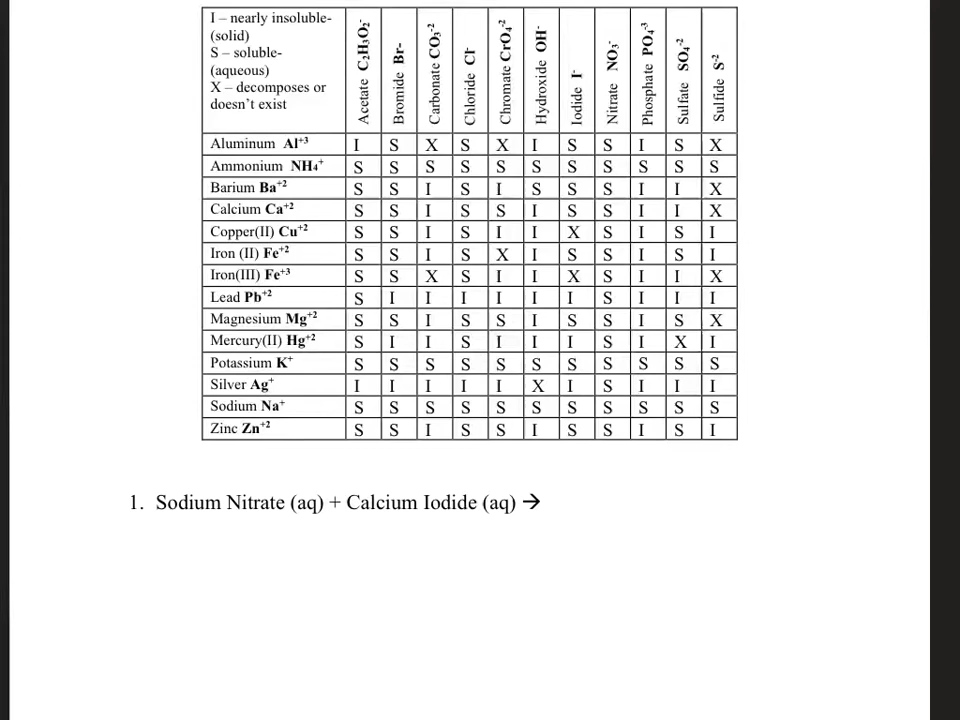 I – nearly insoluble-
(solid)
S – soluble-
(aqueous)
X – decomposes or
doesn't exist
Acetate C₂H₃O₂⁻
Bromide Br-
Carbonate CO₃⁻²
Chloride Cl⁻
Chromate CrO₄⁻²
Hydroxide OH⁻
Iodide I⁻
Nitrate NO₃⁻
Phosphate PO₄⁻³
Sulfate SO₄⁻²
Sulfide S⁻²
Aluminum Al⁺³ I S X S X I S S I S X
Ammonium NH₄⁺ S S S S S S S S S S S
Barium Ba⁺² S S I S I S S S I I X
Calcium Ca⁺² S S I S S I S S I I X
Copper(II) Cu⁺² S S I S I I X S I S I
Iron (II) Fe⁺² S S I S X I S S I S I
Iron(III) Fe⁺³ S S X S I I X S I I X
Lead Pb⁺² S I I I I I I S I I I
Magnesium Mg⁺² S S I S S I S S I S X
Mercury(II) Hg⁺² S I I S I I I S I X I
Potassium K⁺ S S S S S S S S S S S
Silver Ag⁺ I I I I I X I S I I I
Sodium Na⁺ S S S S S S S S S S S
Zinc Zn⁺² S S I S S I S S I S I
1. Sodium Nitrate (aq) + Calcium Iodide (aq) →